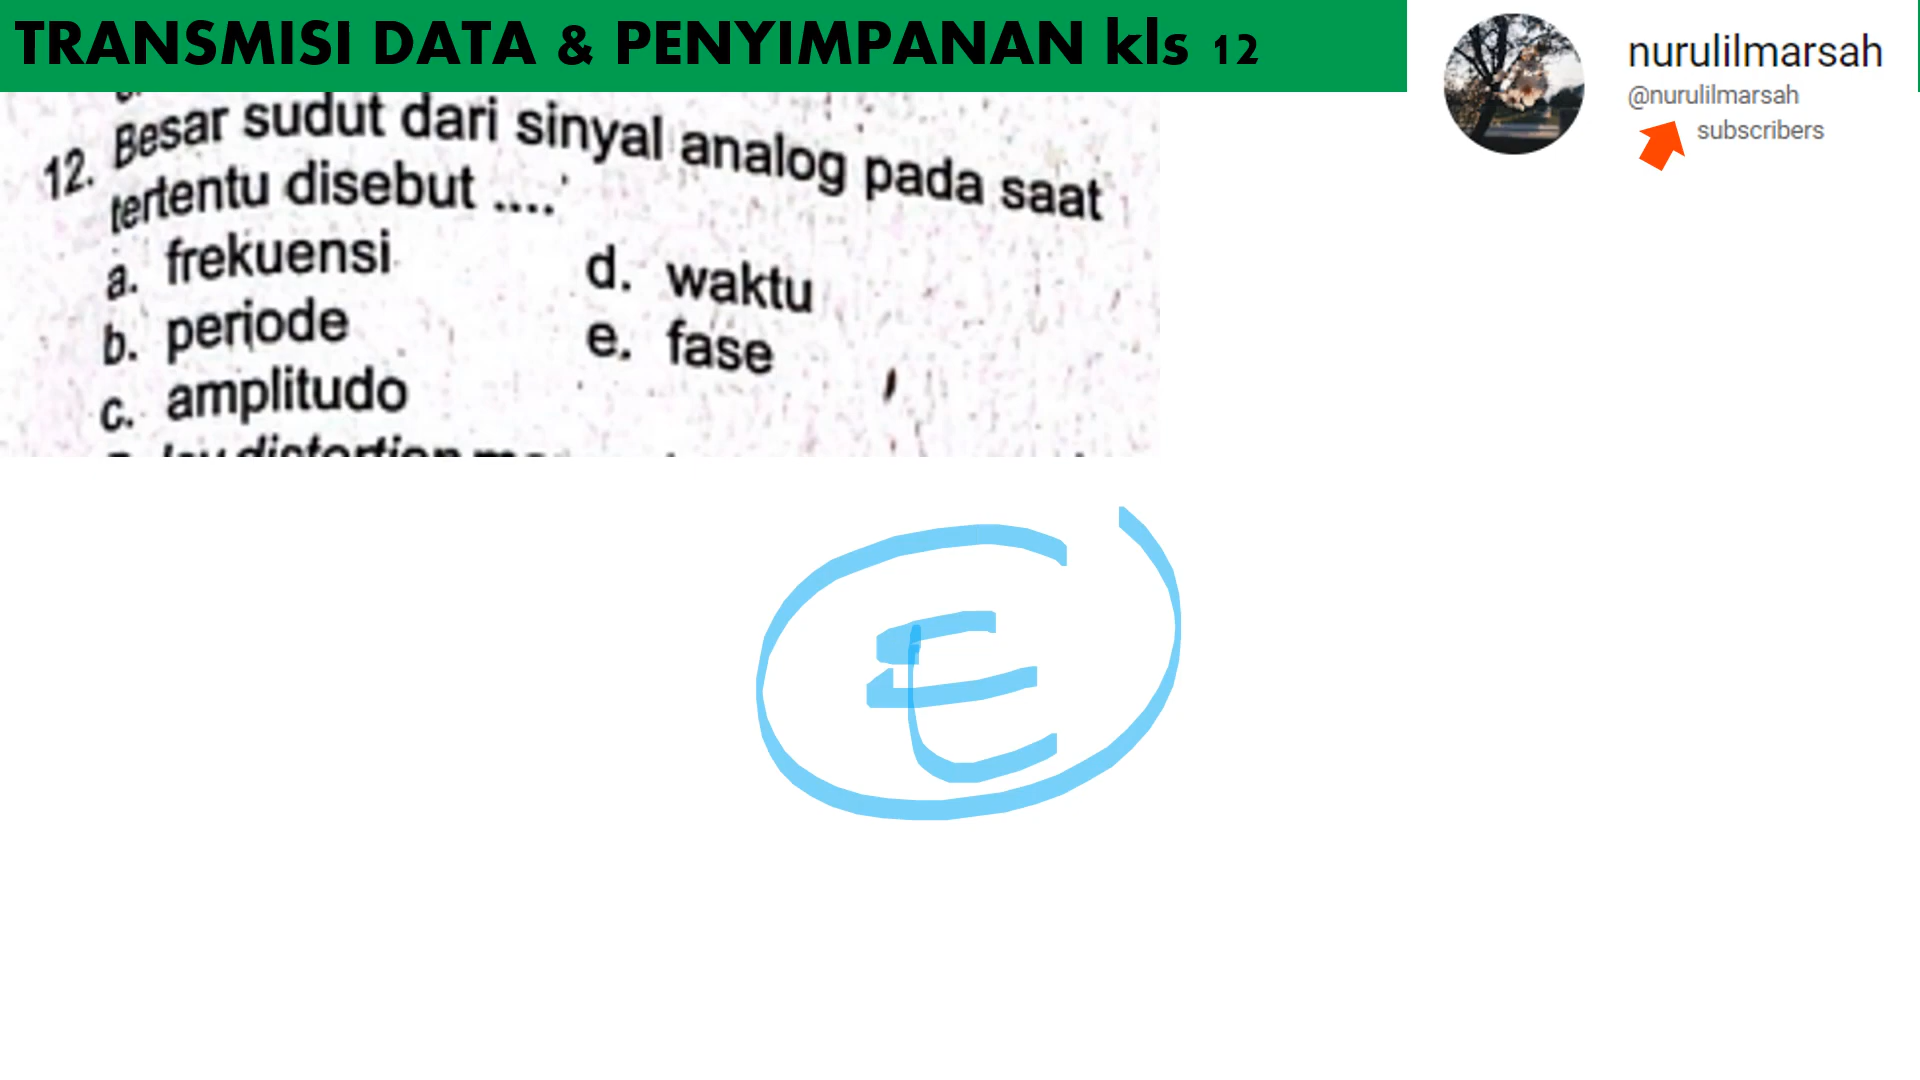 TRANSMISI DATA & PENYIMPANAN kls 12
nurulilmarsah
@nurulilmarsah
subscribers
12. Besar sudut dari sinyal analog pada saat
tertentu disebut ....
a. frekuensi
d. waktu
b. periode
e. fase
c. amplitudo
distortion
E